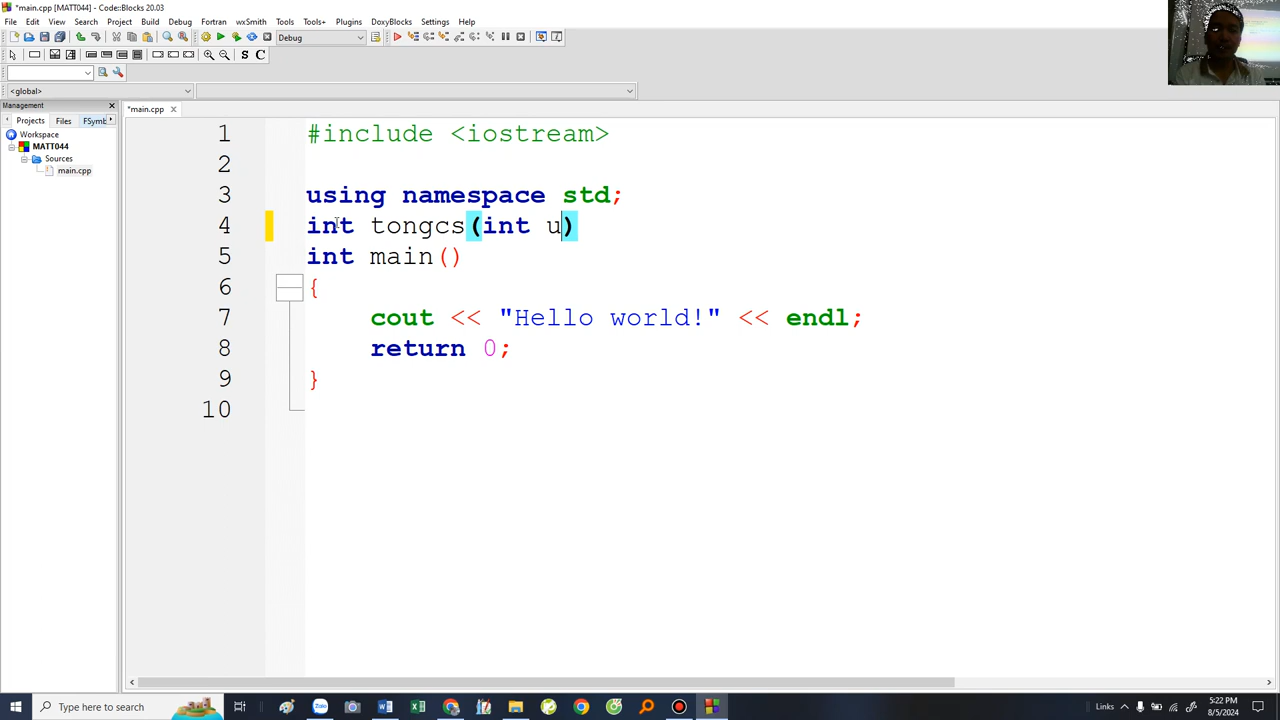 *main.cpp [MATT044] - Code::Blocks 20.03
File Edit View Search Project Build Debug Fortran wxSmith Tools Tools+ Plugins DoxyBlocks Settings Help
Debug
S C
<global>
Management
Projects Files FSymb
Workspace
MATT044
Sources
main.cpp
*main.cpp
1 #include <iostream>
2
3 using namespace std;
4 int tongcs(int u)
5 int main()
6 {
7 cout << "Hello world!" << endl;
8 return 0;
9 }
10
Type here to search
Zalo
Links
5:22 PM
8/5/2024